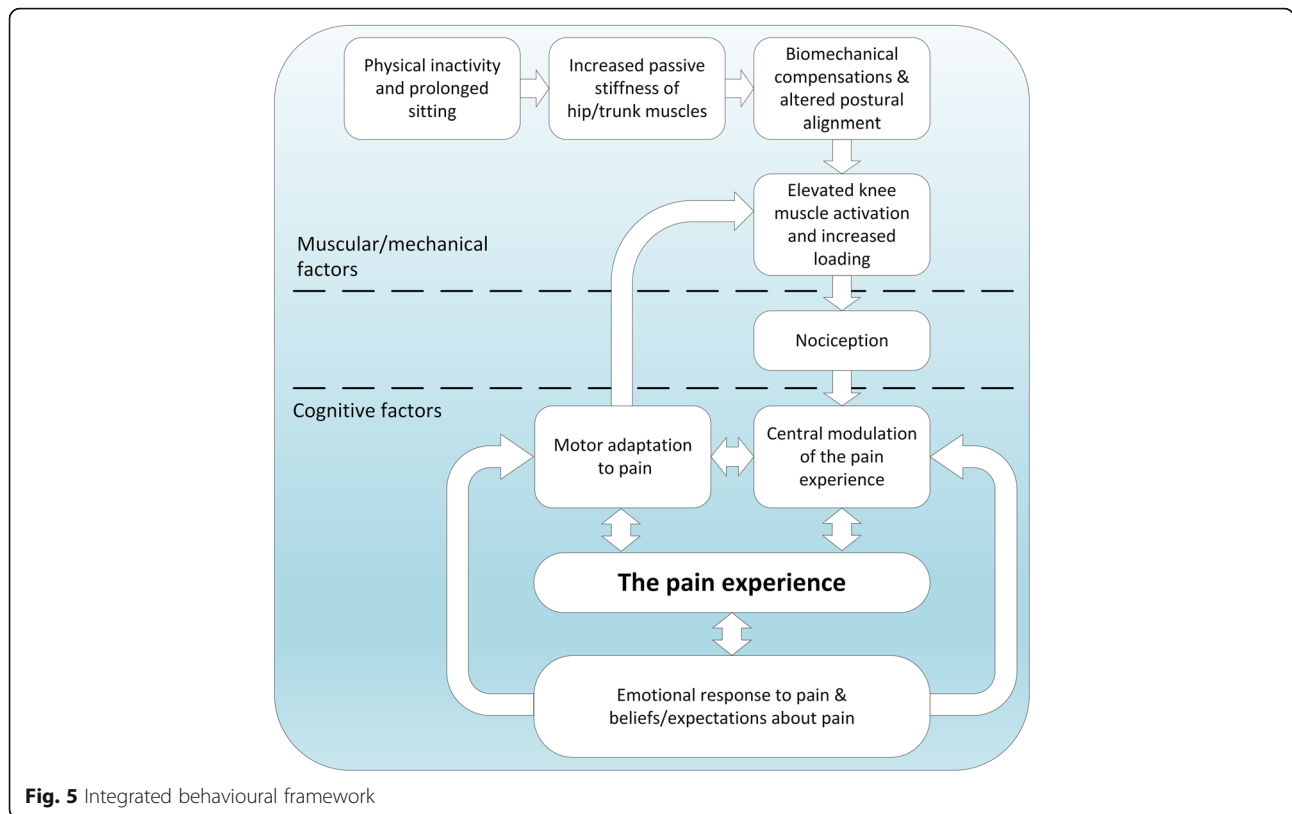 Physical inactivity
and prolonged
sitting
Increased passive
stiffness of
hip/trunk muscles
Biomechanical
compensations &
altered postural
alignment
Elevated knee
muscle activation
and increased
loading
Muscular/mechanical
factors
Nociception
Cognitive factors
Motor adaptation
to pain
Central modulation
of the pain
experience
The pain experience
Emotional response to pain &
beliefs/expectations about pain
Fig. 5 Integrated behavioural framework